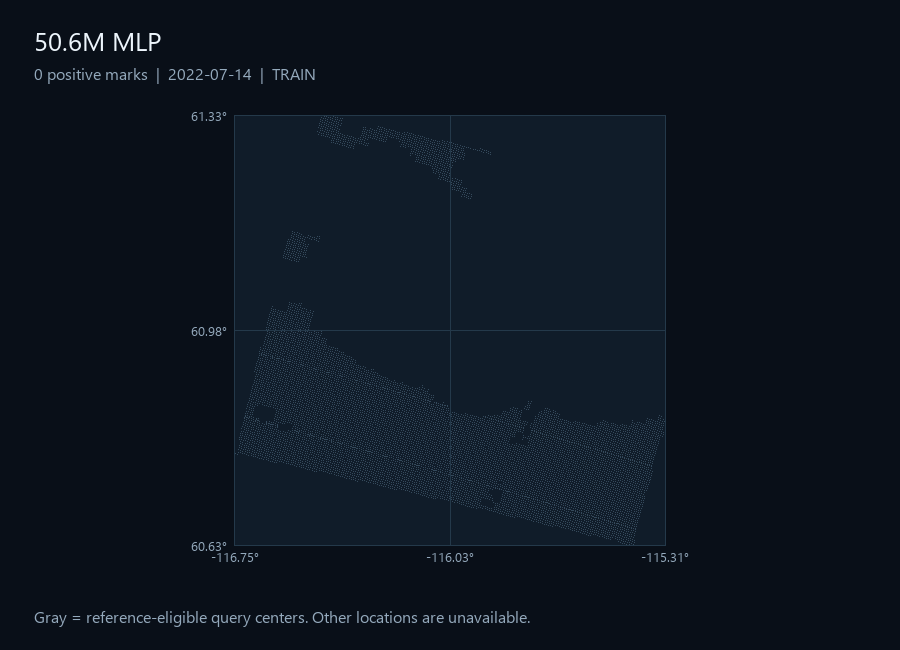 50.6M MLP
0 positive marks | 2022-07-14 | TRAIN
61.33°
60.98°
60.63°
-116.75°
-116.03°
-115.31°
Gray = reference-eligible query centers. Other locations are unavailable.